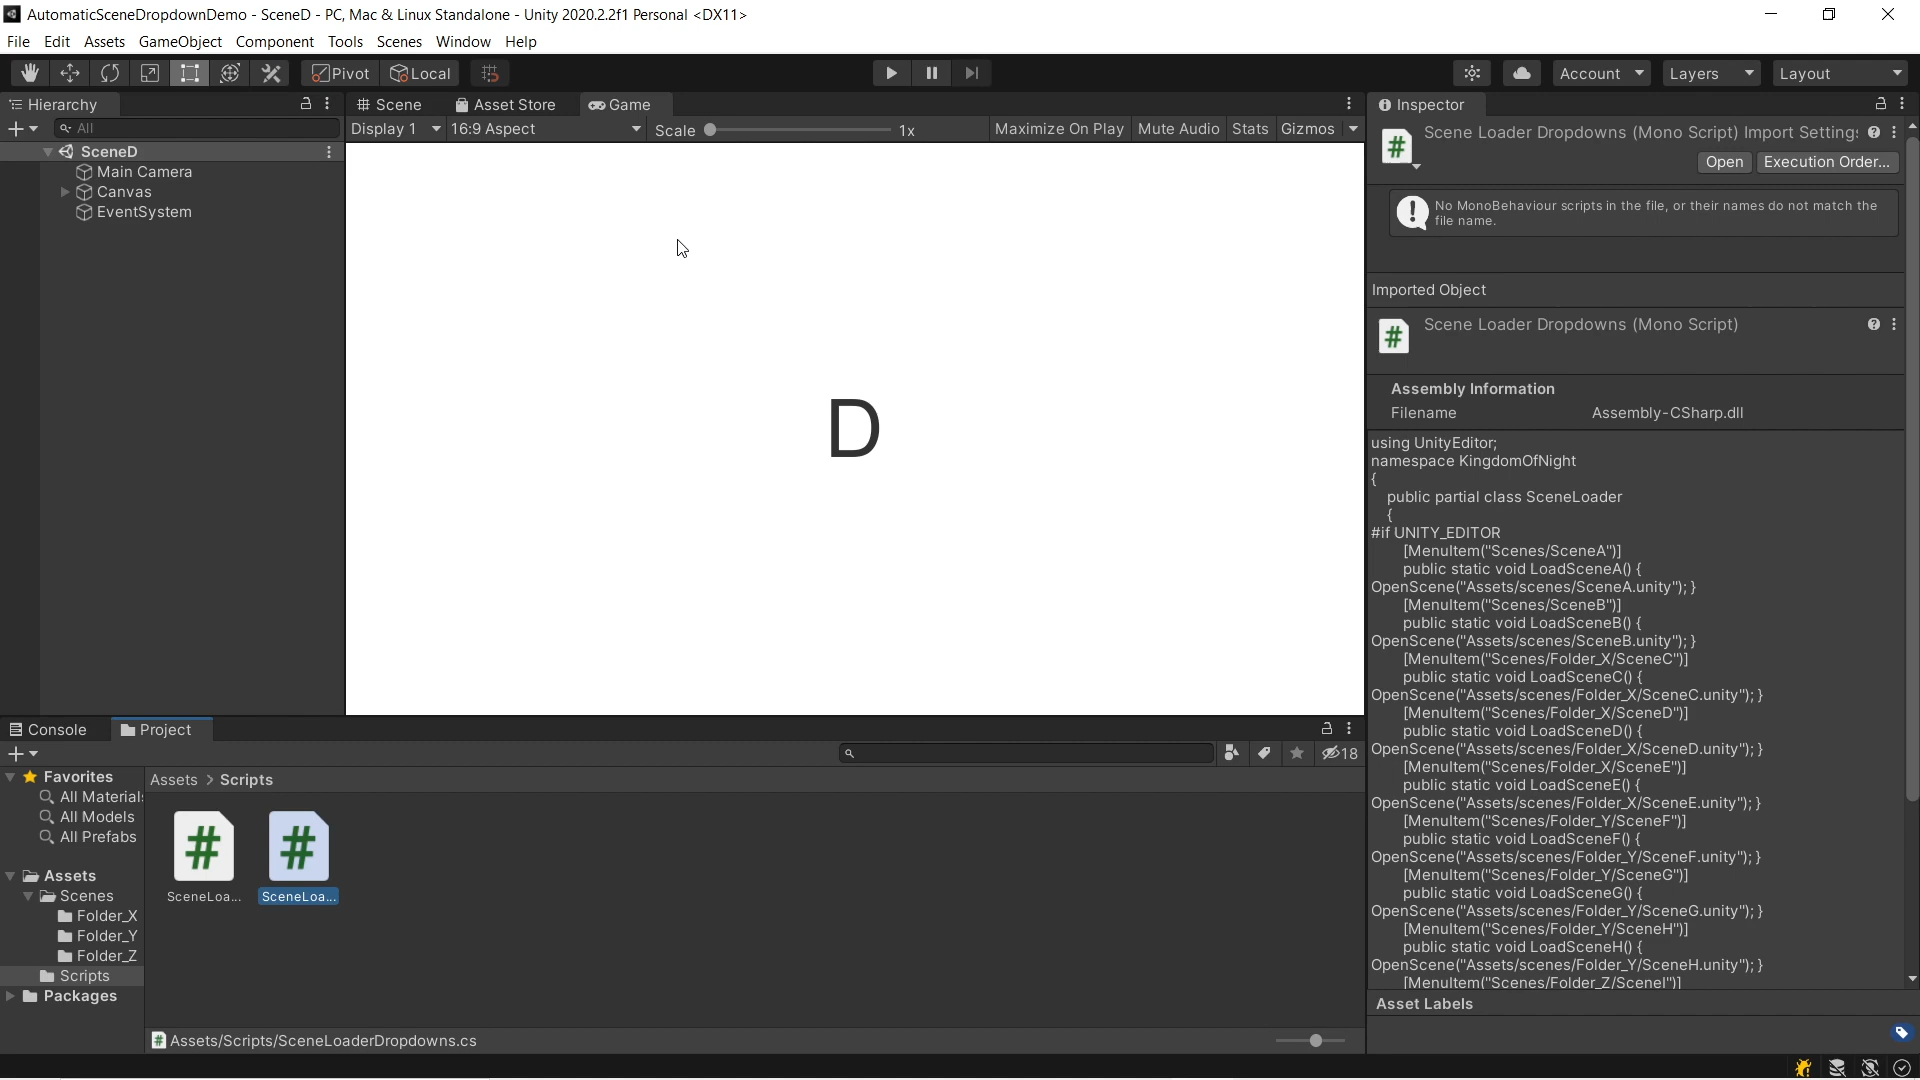 AutomaticSceneDropdownDemo - SceneD - PC, Mac & Linux Standalone - Unity 2020.2.2f1 Personal <DX11>
File Edit Assets GameObject Component Tools Scenes Window Help
Pivot Local Account Layers Layout
Hierarchy
All
SceneD
Main Camera
Canvas
EventSystem
Scene Asset Store Game
Display 1 16:9 Aspect Scale 1x Maximize On Play Mute Audio Stats Gizmos
D
Inspector
Scene Loader Dropdowns (Mono Script) Import Settings
Open Execution Order...
No MonoBehaviour scripts in the file, or their names do not match the
file name.
Imported Object
Scene Loader Dropdowns (Mono Script)
Assembly Information
Filename Assembly-CSharp.dll
using UnityEditor;
namespace KingdomOfNight
{
public partial class SceneLoader
{
#if UNITY_EDITOR
[MenuItem("Scenes/SceneA")]
public static void LoadSceneA() {
OpenScene("Assets/scenes/SceneA.unity"); }
[MenuItem("Scenes/SceneB")]
public static void LoadSceneB() {
OpenScene("Assets/scenes/SceneB.unity"); }
[MenuItem("Scenes/Folder_X/SceneC")]
public static void LoadSceneC() {
OpenScene("Assets/scenes/Folder_X/SceneC.unity"); }
[MenuItem("Scenes/Folder_X/SceneD")]
public static void LoadSceneD() {
OpenScene("Assets/scenes/Folder_X/SceneD.unity"); }
[MenuItem("Scenes/Folder_X/SceneE")]
public static void LoadSceneE() {
OpenScene("Assets/scenes/Folder_X/SceneE.unity"); }
[MenuItem("Scenes/Folder_Y/SceneF")]
public static void LoadSceneF() {
OpenScene("Assets/scenes/Folder_Y/SceneF.unity"); }
[MenuItem("Scenes/Folder_Y/SceneG")]
public static void LoadSceneG() {
OpenScene("Assets/scenes/Folder_Y/SceneG.unity"); }
[MenuItem("Scenes/Folder_Y/SceneH")]
public static void LoadSceneH() {
OpenScene("Assets/scenes/Folder_Y/SceneH.unity"); }
[MenuItem("Scenes/Folder_Z/SceneI")]
Asset Labels
Console Project
18
Favorites
All Materials
All Models
All Prefabs
Assets
Scenes
Folder_X
Folder_Y
Folder_Z
Scripts
Packages
Assets > Scripts
SceneLoa... SceneLoa...
Assets/Scripts/SceneLoaderDropdowns.cs